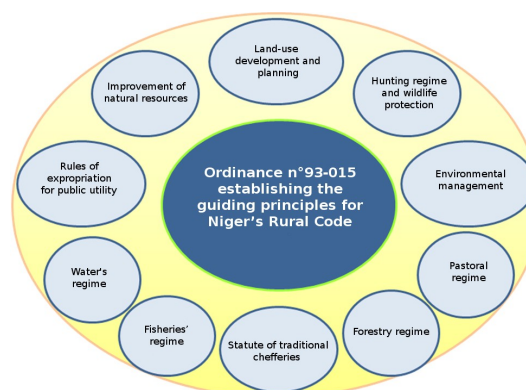 Land-use
development and
planning
Improvement of
natural resources
Hunting regime
and wildlife
protection
Rules of
expropriation
for public utility
Ordinance n°93-015
establishing the
guiding principles for
Niger's Rural Code
Environmental
management
Water's
regime
Pastoral
regime
Fisheries'
regime
Statute of traditional
chefferies
Forestry regime